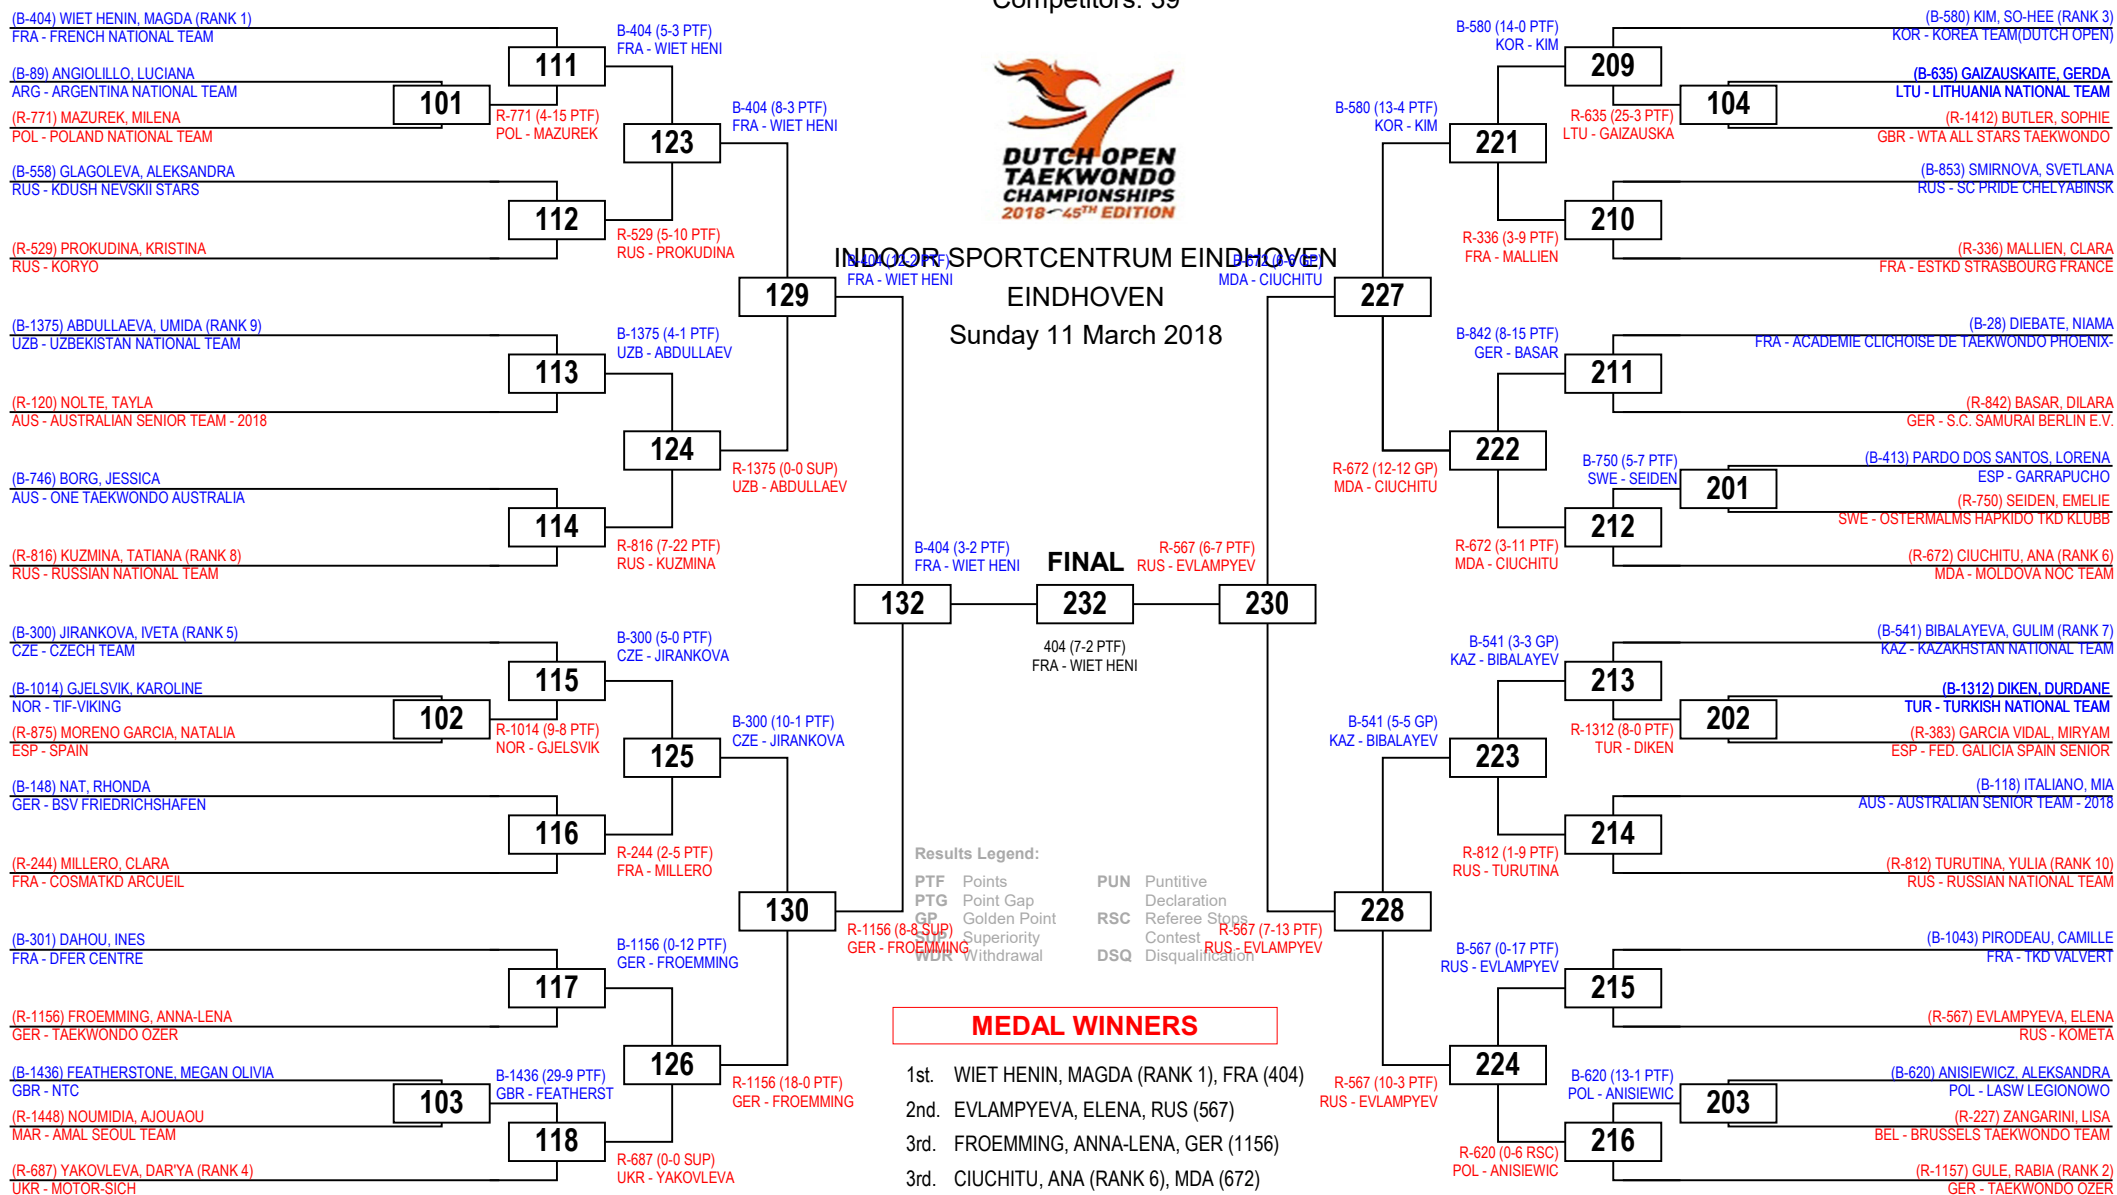 Competitors: 39
(B-404) WIET HENIN, MAGDA (RANK 1)
FRA - FRENCH NATIONAL TEAM
(B-89) ANGIOLILLO, LUCIANA
ARG - ARGENTINA NATIONAL TEAM
(R-771) MAZUREK, MILENA
POL - POLAND NATIONAL TEAM
(B-558) GLAGOLEVA, ALEKSANDRA
RUS - KDUSH NEVSKII STARS
(R-529) PROKUDINA, KRISTINA
RUS - KORYO
(B-1375) ABDULLAEVA, UMIDA (RANK 9)
UZB - UZBEKISTAN NATIONAL TEAM
(R-120) NOLTE, TAYLA
AUS - AUSTRALIAN SENIOR TEAM - 2018
(B-746) BORG, JESSICA
AUS - ONE TAEKWONDO AUSTRALIA
(R-816) KUZMINA, TATIANA (RANK 8)
RUS - RUSSIAN NATIONAL TEAM
(B-300) JIRANKOVA, IVETA (RANK 5)
CZE - CZECH TEAM
(B-1014) GJELSVIK, KAROLINE
NOR - TIF-VIKING
(R-875) MORENO GARCIA, NATALIA
ESP - SPAIN
(B-148) NAT, RHONDA
GER - BSV FRIEDRICHSHAFEN
(R-244) MILLERO, CLARA
FRA - COSMATKD ARCUEIL
(B-301) DAHOU, INES
FRA - DFER CENTRE
(R-1156) FROEMMING, ANNA-LENA
GER - TAEKWONDO OZER
(B-1436) FEATHERSTONE, MEGAN OLIVIA
GBR - NTC
(R-1448) NOUMIDIA, AJOUAOU
MAR - AMAL SEOUL TEAM
(R-687) YAKOVLEVA, DAR'YA (RANK 4)
UKR - MOTOR-SICH
101
R-771 (4-15 PTF)
POL - MAZUREK
102
R-1014 (9-8 PTF)
NOR - GJELSVIK
103
B-1436 (29-9 PTF)
GBR - FEATHERST
111
B-404 (5-3 PTF)
FRA - WIET HENI
112
R-529 (5-10 PTF)
RUS - PROKUDINA
113
B-1375 (4-1 PTF)
UZB - ABDULLAEV
114
R-816 (7-22 PTF)
RUS - KUZMINA
115
B-300 (5-0 PTF)
CZE - JIRANKOVA
116
R-244 (2-5 PTF)
FRA - MILLERO
117
B-1156 (0-12 PTF)
GER - FROEMMING
118
R-687 (0-0 SUP)
UKR - YAKOVLEVA
123
B-404 (8-3 PTF)
FRA - WIET HENI
124
R-1375 (0-0 SUP)
UZB - ABDULLAEV
125
B-300 (10-1 PTF)
CZE - JIRANKOVA
126
R-1156 (18-0 PTF)
GER - FROEMMING
129
B-404 (12-2 PTF)
FRA - WIET HENI
130
R-1156 (8-8 SUP)
GER - FROEMMING
132
B-404 (3-2 PTF)
FRA - WIET HENI
DUTCH OPEN
TAEKWONDO
CHAMPIONSHIPS
2018 - 45TH EDITION
INDOOR SPORTCENTRUM EINDHOVEN
EINDHOVEN
Sunday 11 March 2018
FINAL
232
404 (7-2 PTF)
FRA - WIET HENI
R-567 (6-7 PTF)
RUS - EVLAMPYEV
230
B-672 (6-6 GP)
MDA - CIUCHITU
227
R-567 (7-13 PTF)
RUS - EVLAMPYEV
228
B-580 (13-4 PTF)
KOR - KIM
221
R-672 (12-12 GP)
MDA - CIUCHITU
222
B-541 (5-5 GP)
KAZ - BIBALAYEV
223
R-567 (10-3 PTF)
RUS - EVLAMPYEV
224
B-580 (14-0 PTF)
KOR - KIM
209
R-336 (3-9 PTF)
FRA - MALLIEN
210
B-842 (8-15 PTF)
GER - BASAR
211
R-672 (3-11 PTF)
MDA - CIUCHITU
212
B-541 (3-3 GP)
KAZ - BIBALAYEV
213
R-812 (1-9 PTF)
RUS - TURUTINA
214
B-567 (0-17 PTF)
RUS - EVLAMPYEV
215
R-620 (0-6 RSC)
POL - ANISIEWIC
216
R-635 (25-3 PTF)
LTU - GAIZAUSKA
104
B-750 (5-7 PTF)
SWE - SEIDEN
201
R-1312 (8-0 PTF)
TUR - DIKEN
202
B-620 (13-1 PTF)
POL - ANISIEWIC
203
(B-580) KIM, SO-HEE (RANK 3)
KOR - KOREA TEAM(DUTCH OPEN)
(B-635) GAIZAUSKAITE, GERDA
LTU - LITHUANIA NATIONAL TEAM
(R-1412) BUTLER, SOPHIE
GBR - WTA ALL STARS TAEKWONDO
(B-853) SMIRNOVA, SVETLANA
RUS - SC PRIDE CHELYABINSK
(R-336) MALLIEN, CLARA
FRA - ESTKD STRASBOURG FRANCE
(B-28) DIEBATE, NIAMA
FRA - ACADEMIE CLICHOISE DE TAEKWONDO PHOENIX-
(R-842) BASAR, DILARA
GER - S.C. SAMURAI BERLIN E.V.
(B-413) PARDO DOS SANTOS, LORENA
ESP - GARRAPUCHO
(R-750) SEIDEN, EMELIE
SWE - OSTERMALMS HAPKIDO TKD KLUBB
(R-672) CIUCHITU, ANA (RANK 6)
MDA - MOLDOVA NOC TEAM
(B-541) BIBALAYEVA, GULIM (RANK 7)
KAZ - KAZAKHSTAN NATIONAL TEAM
(B-1312) DIKEN, DURDANE
TUR - TURKISH NATIONAL TEAM
(R-383) GARCIA VIDAL, MIRYAM
ESP - FED. GALICIA SPAIN SENIOR
(B-118) ITALIANO, MIA
AUS - AUSTRALIAN SENIOR TEAM - 2018
(R-812) TURUTINA, YULIA (RANK 10)
RUS - RUSSIAN NATIONAL TEAM
(B-1043) PIRODEAU, CAMILLE
FRA - TKD VALVERT
(R-567) EVLAMPYEVA, ELENA
RUS - KOMETA
(B-620) ANISIEWICZ, ALEKSANDRA
POL - LASW LEGIONOWO
(R-227) ZANGARINI, LISA
BEL - BRUSSELS TAEKWONDO TEAM
(R-1157) GULE, RABIA (RANK 2)
GER - TAEKWONDO OZER
Results Legend:
PTF Points
PTG Point Gap
GP Golden Point
SUP Superiority
WDR Withdrawal
PUN Puntitive
Declaration
RSC Referee Stops
Contest
DSQ Disqualification
MEDAL WINNERS
1st. WIET HENIN, MAGDA (RANK 1), FRA (404)
2nd. EVLAMPYEVA, ELENA, RUS (567)
3rd. FROEMMING, ANNA-LENA, GER (1156)
3rd. CIUCHITU, ANA (RANK 6), MDA (672)